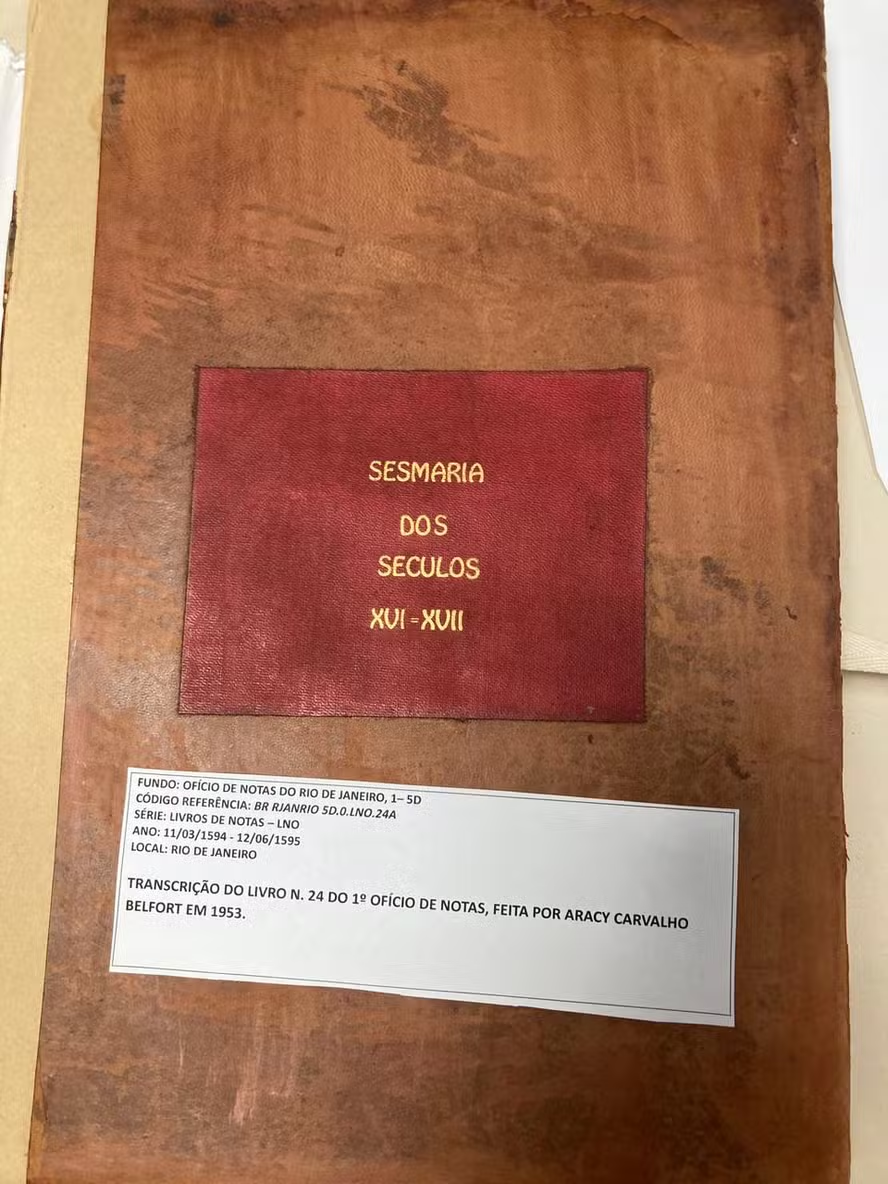 SESMARIA
DOS
SECULOS
XVI=XVII
FUNDO: OFÍCIO DE NOTAS DO RIO DE JANEIRO, 1– 5D
CÓDIGO REFERÊNCIA: BR RJANRIO 5D.0.LNO.24A
SÉRIE: LIVROS DE NOTAS – LNO
ANO: 11/03/1594 - 12/06/1595
LOCAL: RIO DE JANEIRO
TRANSCRIÇÃO DO LIVRO N. 24 DO 1º OFÍCIO DE NOTAS, FEITA POR ARACY CARVALHO
BELFORT EM 1953.